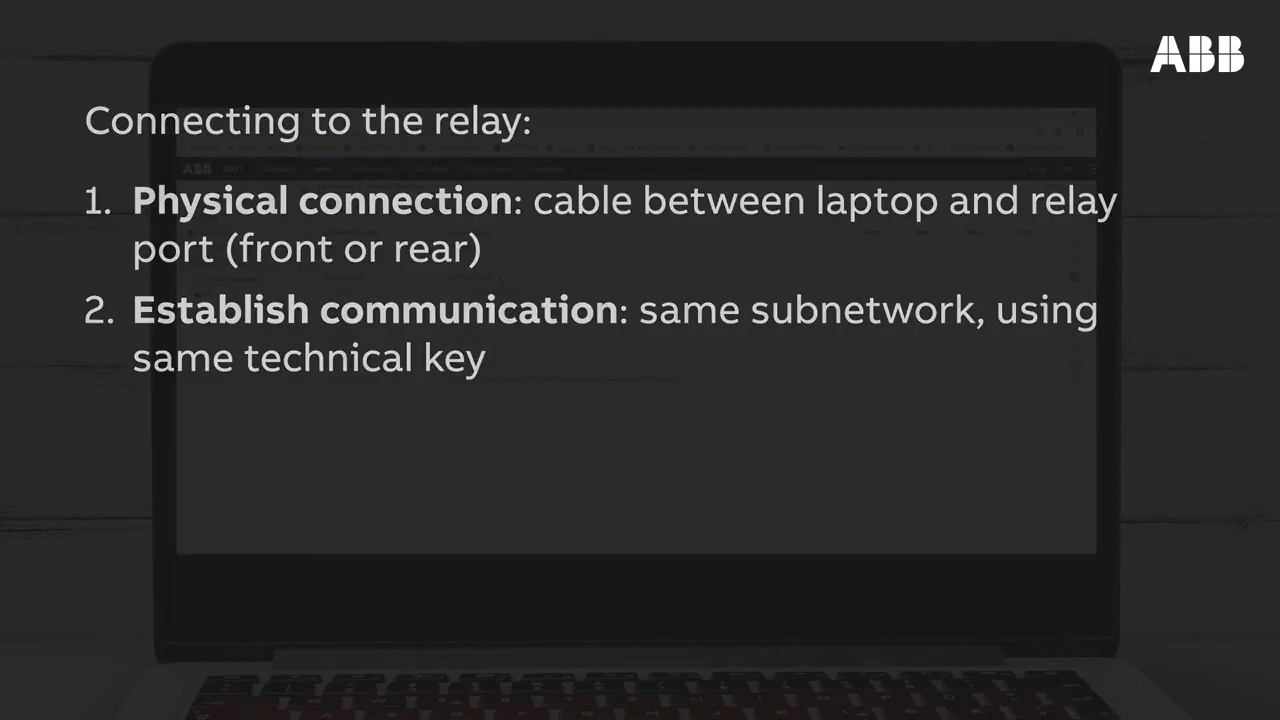 ABB
Connecting to the relay:
1. Physical connection: cable between laptop and relay
port (front or rear)
2. Establish communication: same subnetwork, using
same technical key
ABB